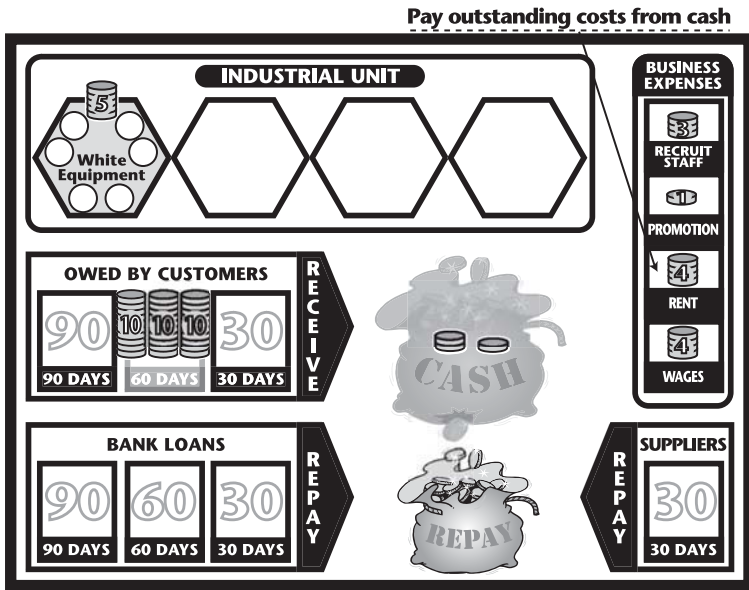 Pay outstanding costs from cash
INDUSTRIAL UNIT
5
White
Equipment
BUSINESS
EXPENSES
3
RECRUIT
STAFF
1
PROMOTION
4
RENT
4
WAGES
OWED BY CUSTOMERS
90
10 10 10
30
90 DAYS
60 DAYS
30 DAYS
RECEIVE
CASH
BANK LOANS
90
60
30
90 DAYS
60 DAYS
30 DAYS
REPAY
REPAY
REPAY
SUPPLIERS
30
30 DAYS